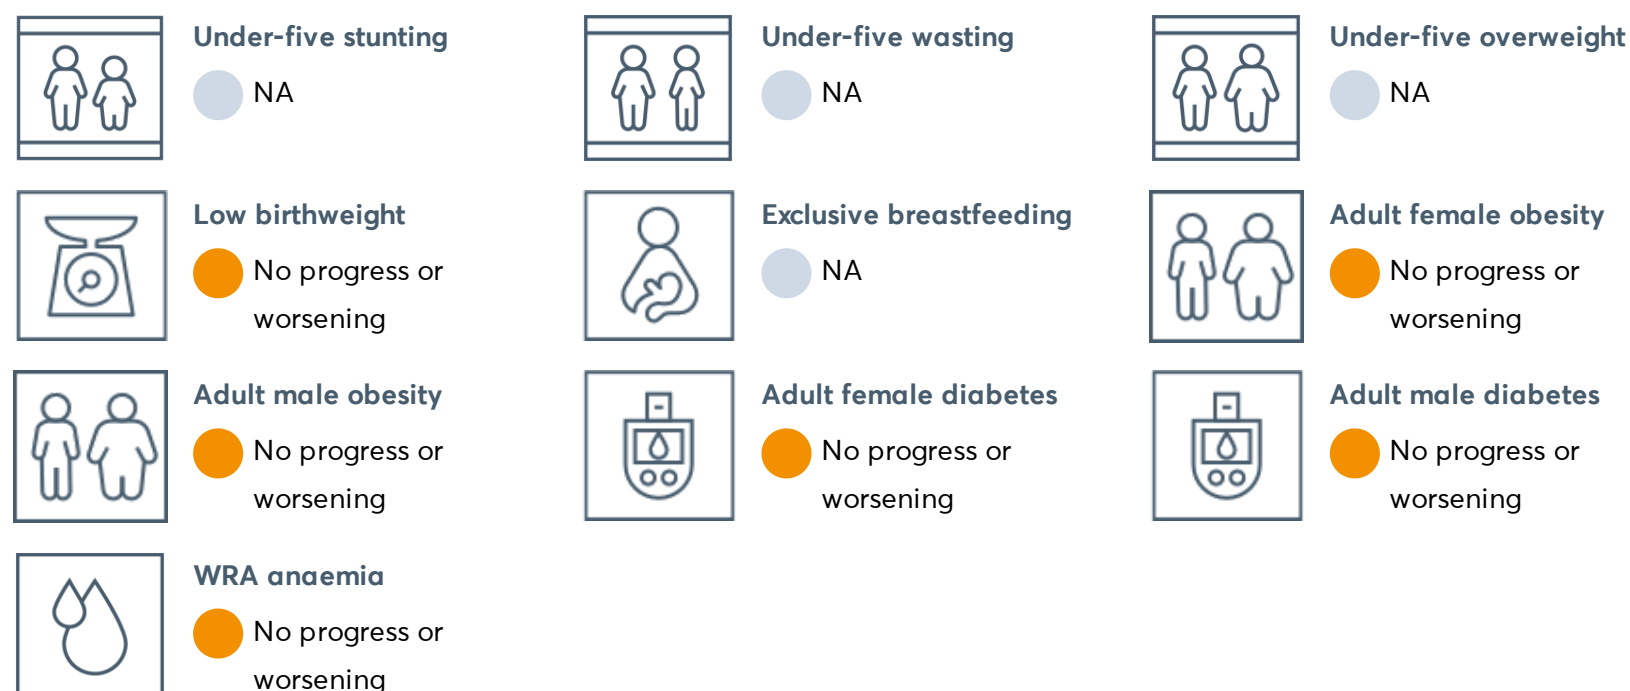 Under-five stunting
NA
Under-five wasting
NA
Under-five overweight
NA
Low birthweight
No progress or
worsening
Exclusive breastfeeding
NA
Adult female obesity
No progress or
worsening
Adult male obesity
No progress or
worsening
Adult female diabetes
No progress or
worsening
Adult male diabetes
No progress or
worsening
WRA anaemia
No progress or
worsening